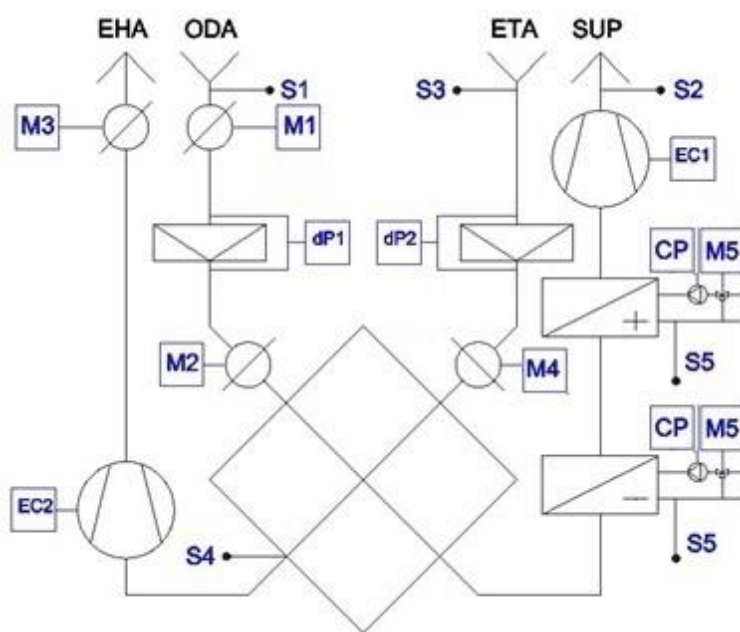 EHA ODA ETA SUP
S1 S3 S2
M3 M1 EC1
dP1 dP2
CP M5
M2 M4 S5
CP M5
EC2 S4 S5
+
−